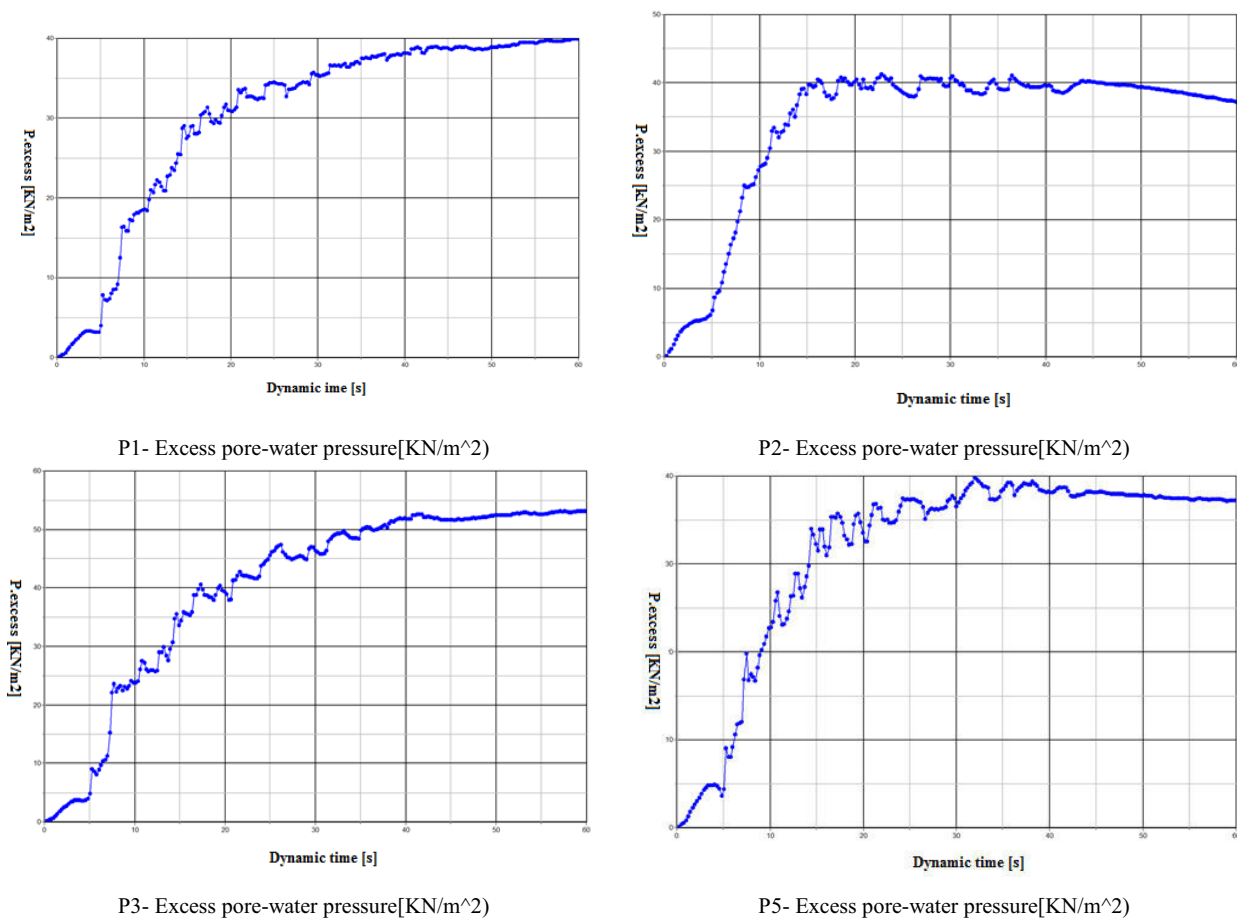 40
30
20
10
0
0 10 20 30 40 50 60
P.excess [KN/m2]
Dynamic ime [s]
P1- Excess pore-water pressure[KN/m^2)
50
40
30
20
10
0
0 10 20 30 40 50 60
P.excess [kN/m2]
Dynamic time [s]
P2- Excess pore-water pressure[KN/m^2)
60
50
40
30
20
10
0
0 10 20 30 40 50 60
P.excess [KN/m2]
Dynamic time [s]
P3- Excess pore-water pressure[KN/m^2)
40
30
20
10
0
0 10 20 30 40 50 60
P.excess [KN/m2]
Dynamic time [s]
P5- Excess pore-water pressure[KN/m^2)